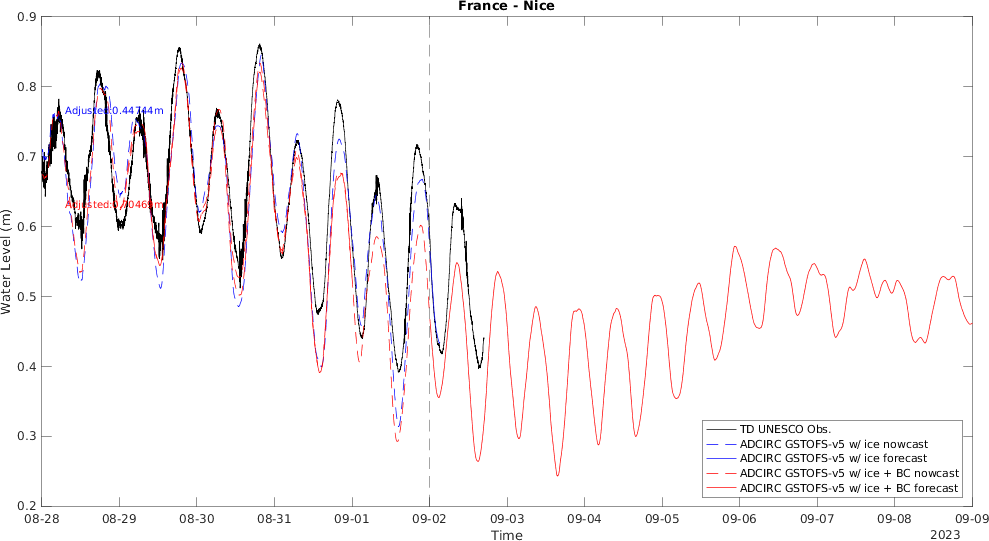 France - Nice
0.9
0.8
0.7
0.6
0.5
0.4
0.3
0.2
Water Level (m)
Adjusted:0.44744m
08-28
08-29
08-30
08-31
09-01
09-02
09-03
09-04
09-05
09-06
09-07
09-08
09-09
Time
2023
TD UNESCO Obs.
ADCIRC GSTOFS-v5 w/ ice nowcast
ADCIRC GSTOFS-v5 w/ ice forecast
ADCIRC GSTOFS-v5 w/ ice + BC nowcast
ADCIRC GSTOFS-v5 w/ ice + BC forecast